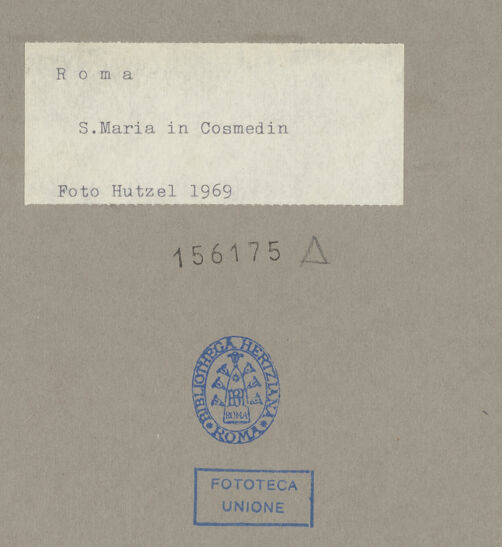 R o m a
S.Maria in Cosmedin
Foto Hutzel 1969
156175 △
BIBLIOTHECA HERTZIANA
ROMA
ROMA
FOTOTECA
UNIONE